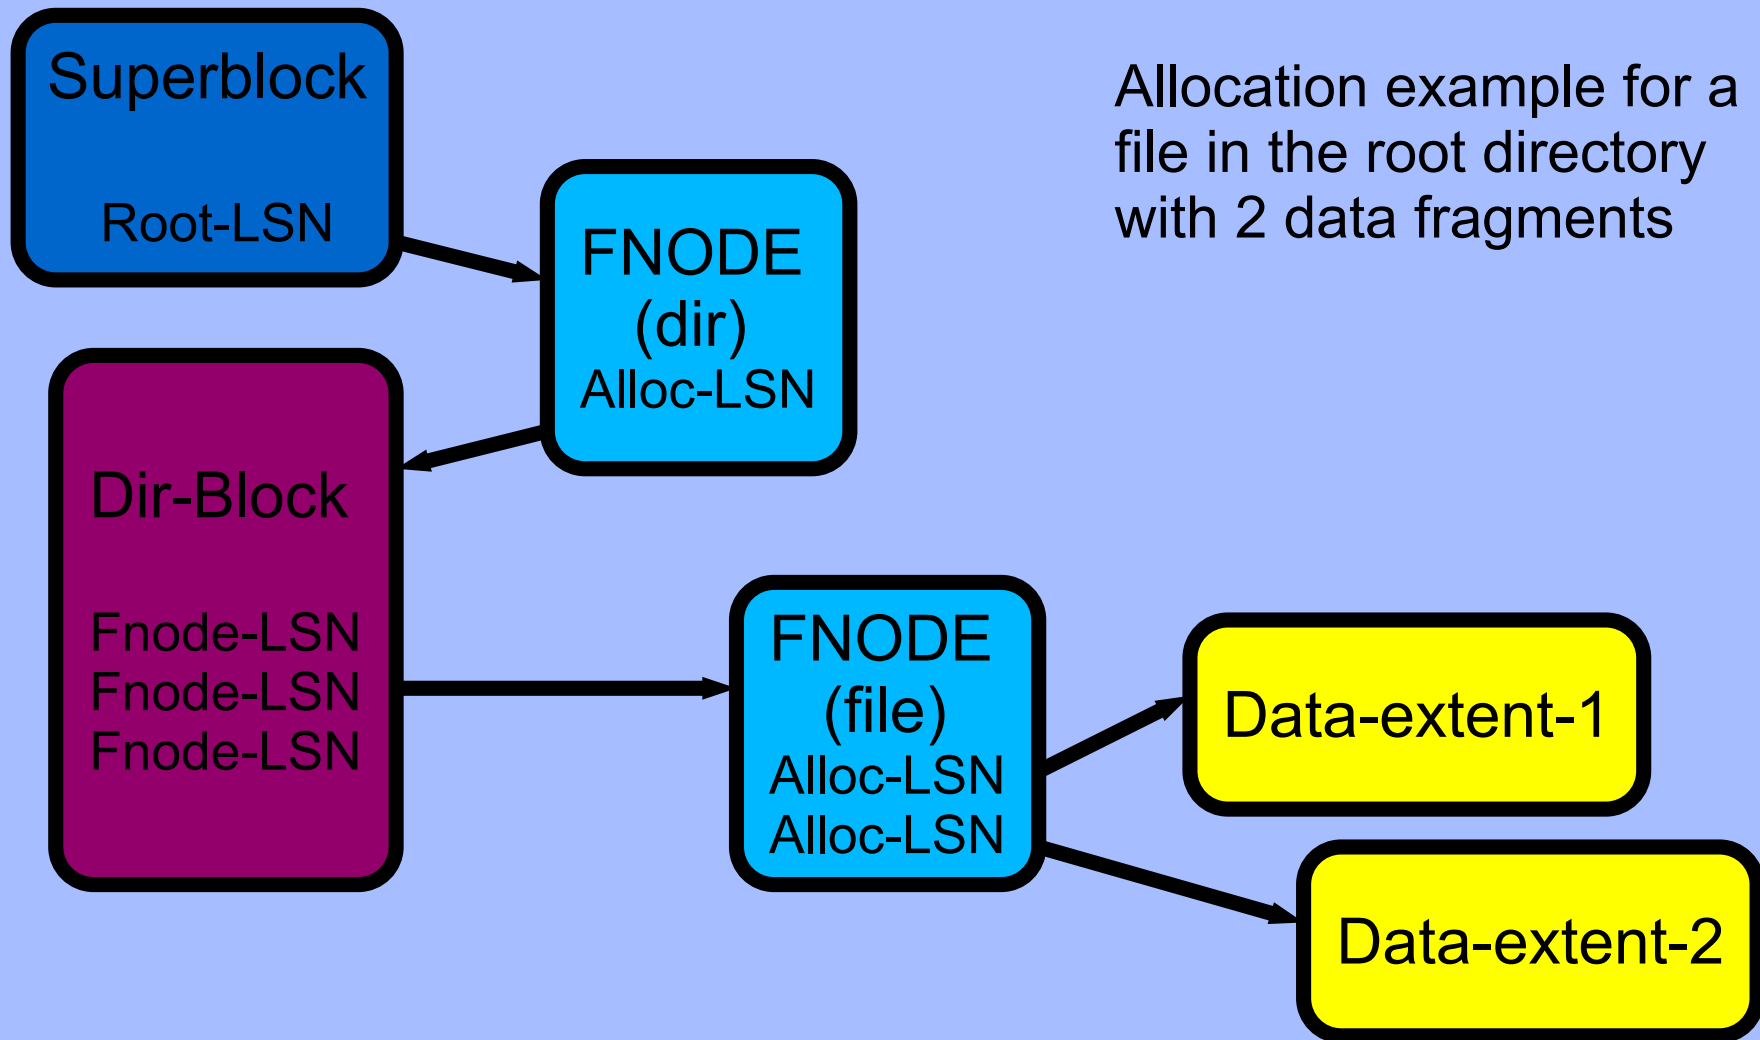 Superblock
Root-LSN
Allocation example for a
file in the root directory
with 2 data fragments
FNODE
(dir)
Alloc-LSN
Dir-Block
Fnode-LSN
Fnode-LSN
Fnode-LSN
FNODE
(file)
Alloc-LSN
Alloc-LSN
Data-extent-1
Data-extent-2